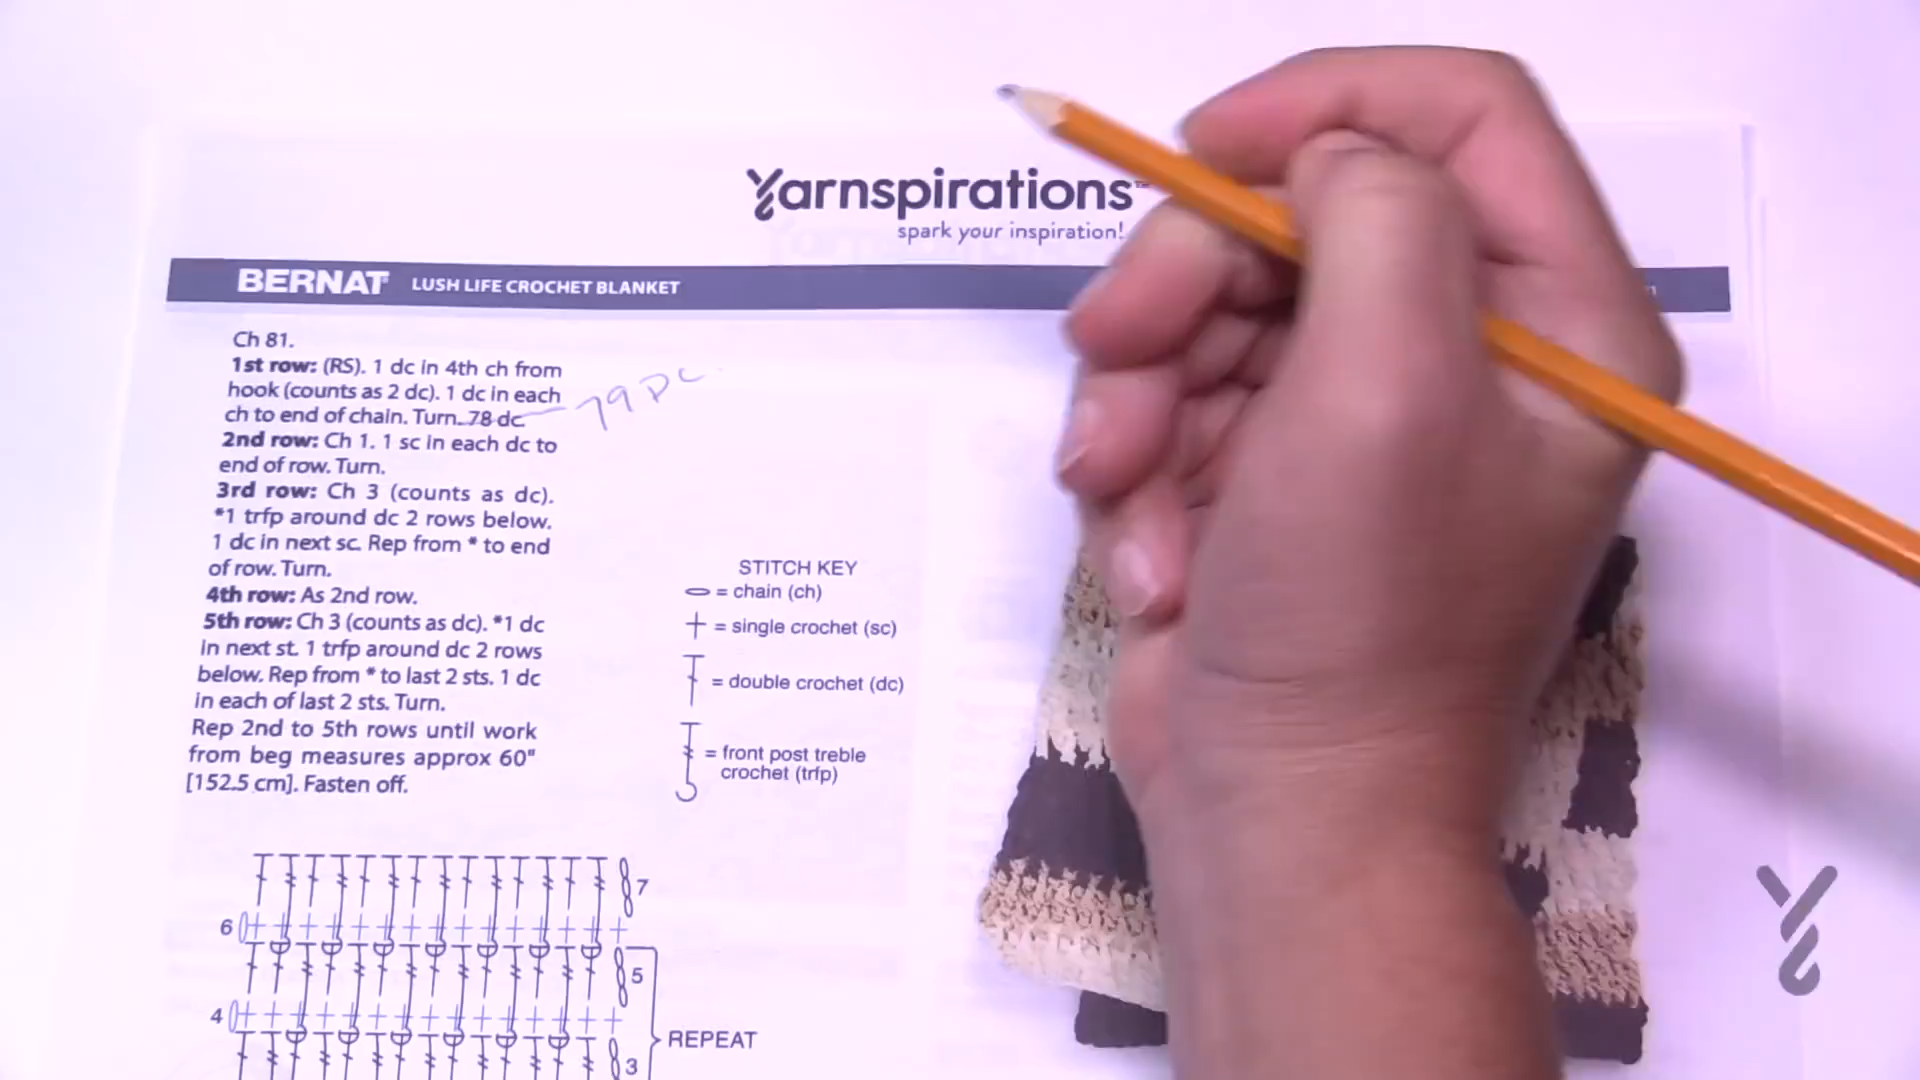 Yarnspirations™
spark your inspiration!
BERNAT® LUSH LIFE CROCHET BLANKET
Ch 81.
1st row: (RS). 1 dc in 4th ch from
hook (counts as 2 dc). 1 dc in each
ch to end of chain. Turn. 78 dc.
79 DC
2nd row: Ch 1. 1 sc in each dc to
end of row. Turn.
3rd row: Ch 3 (counts as dc).
*1 trfp around dc 2 rows below.
1 dc in next sc. Rep from * to end
of row. Turn.
4th row: As 2nd row.
5th row: Ch 3 (counts as dc). *1 dc
in next st. 1 trfp around dc 2 rows
below. Rep from * to last 2 sts. 1 dc
in each of last 2 sts. Turn.
Rep 2nd to 5th rows until work
from beg measures approx 60"
[152.5 cm]. Fasten off.
STITCH KEY
= chain (ch)
= single crochet (sc)
= double crochet (dc)
= front post treble
crochet (trfp)
7
6
5
4
REPEAT
3